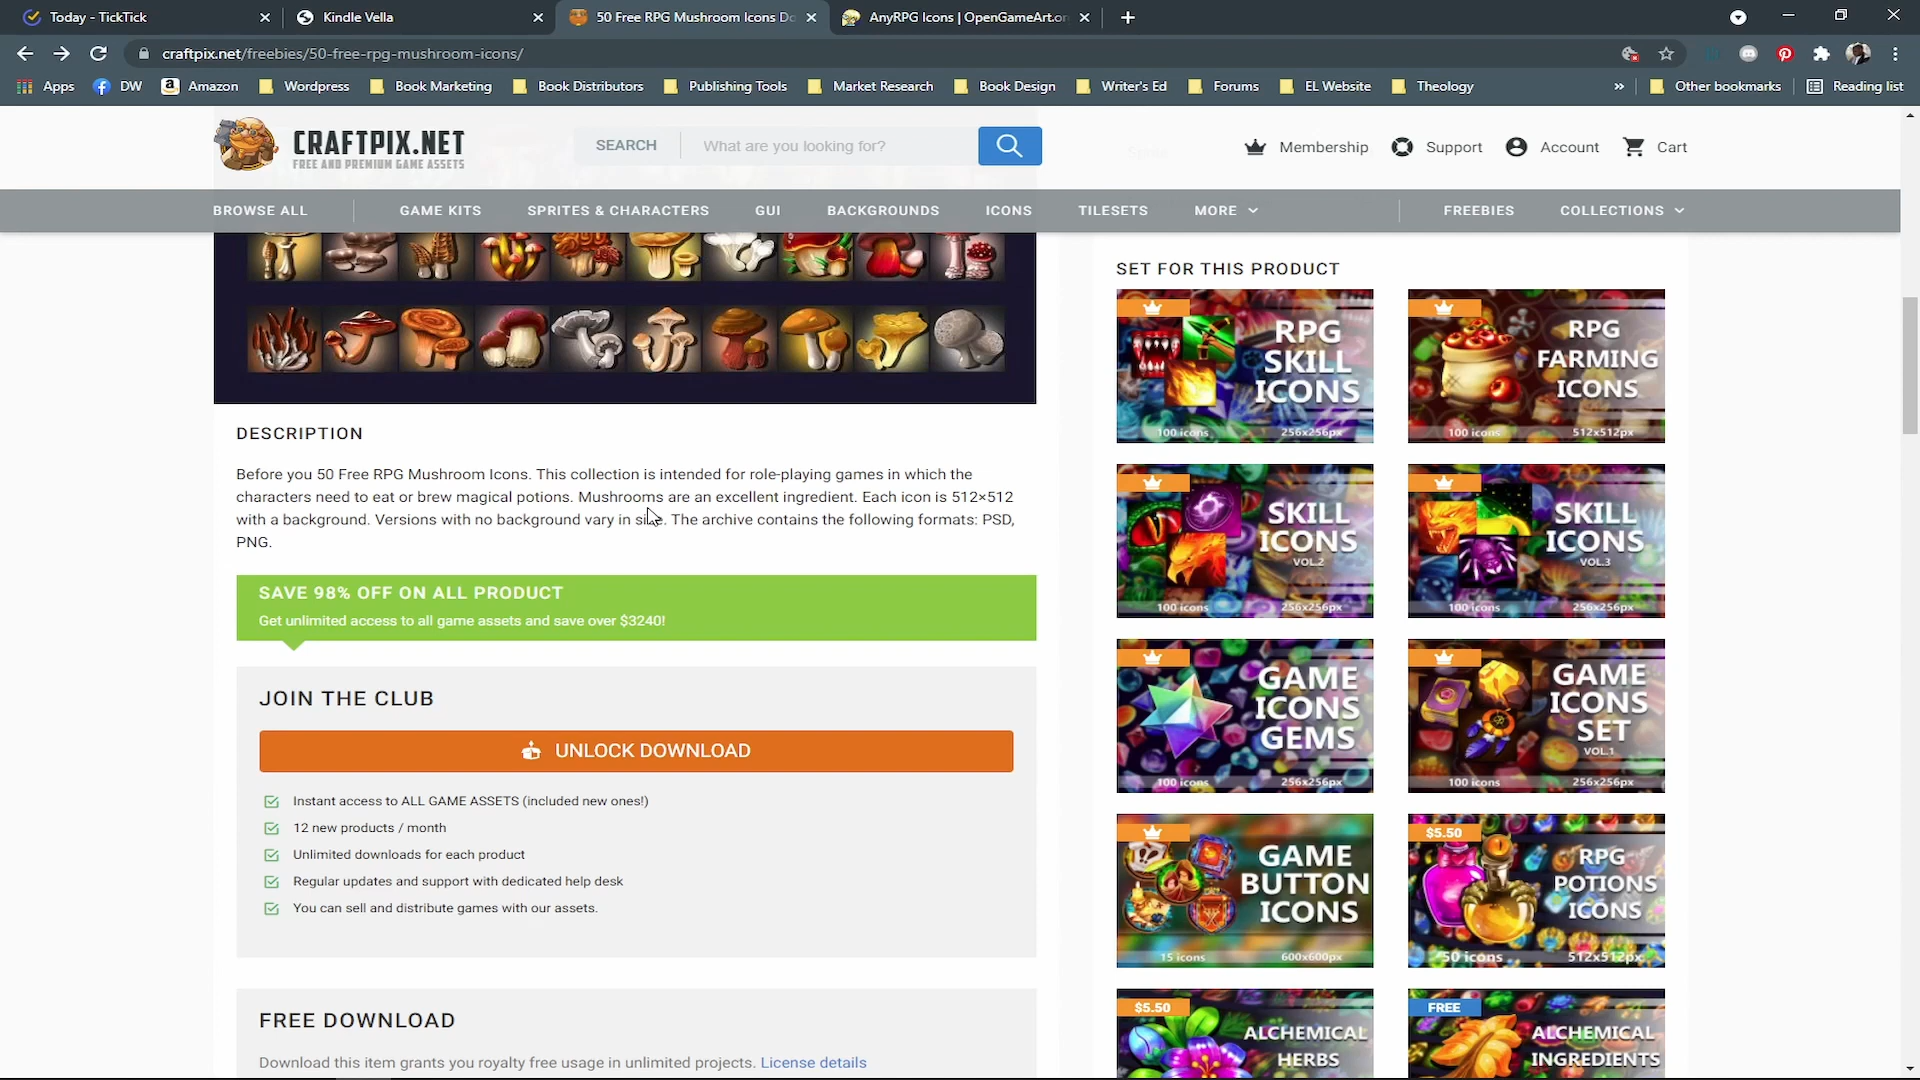 Today - TickTick
Kindle Vella
50 Free RPG Mushroom Icons Do
AnyRPG Icons | OpenGameArt.or
craftpix.net/freebies/50-free-rpg-mushroom-icons/
Apps DW Amazon Wordpress Book Marketing Book Distributors Publishing Tools Market Research Book Design Writer's Ed Forums EL Website Theology » Other bookmarks Reading list
CRAFTPIX.NET
FREE AND PREMIUM GAME ASSETS
SEARCH What are you looking for?
Membership Support Account Cart
BROWSE ALL GAME KITS SPRITES & CHARACTERS GUI BACKGROUNDS ICONS TILESETS MORE FREEBIES COLLECTIONS
DESCRIPTION
Before you 50 Free RPG Mushroom Icons. This collection is intended for role-playing games in which the
characters need to eat or brew magical potions. Mushrooms are an excellent ingredient. Each icon is 512×512
with a background. Versions with no background vary in size. The archive contains the following formats: PSD,
PNG.
SAVE 98% OFF ON ALL PRODUCT
Get unlimited access to all game assets and save over $3240!
JOIN THE CLUB
UNLOCK DOWNLOAD
Instant access to ALL GAME ASSETS (included new ones!)
12 new products / month
Unlimited downloads for each product
Regular updates and support with dedicated help desk
You can sell and distribute games with our assets.
FREE DOWNLOAD
Download this item grants you royalty free usage in unlimited projects. License details
SET FOR THIS PRODUCT
RPG
SKILL
ICONS
100 icons 256x256px
RPG
FARMING
ICONS
100 icons 512x512px
SKILL
ICONS
VOL.2
100 icons 256x256px
SKILL
ICONS
VOL.3
100 icons 256x256px
GAME
ICONS
GEMS
100 icons 256x256px
GAME
ICONS
SET
VOL.1
100 icons 256x256px
GAME
BUTTON
ICONS
15 icons 600x600px
$5.50
RPG
POTIONS
ICONS
50 icons 512x512px
$5.50
ALCHEMICAL
HERBS
FREE
ALCHEMICAL
INGREDIENTS